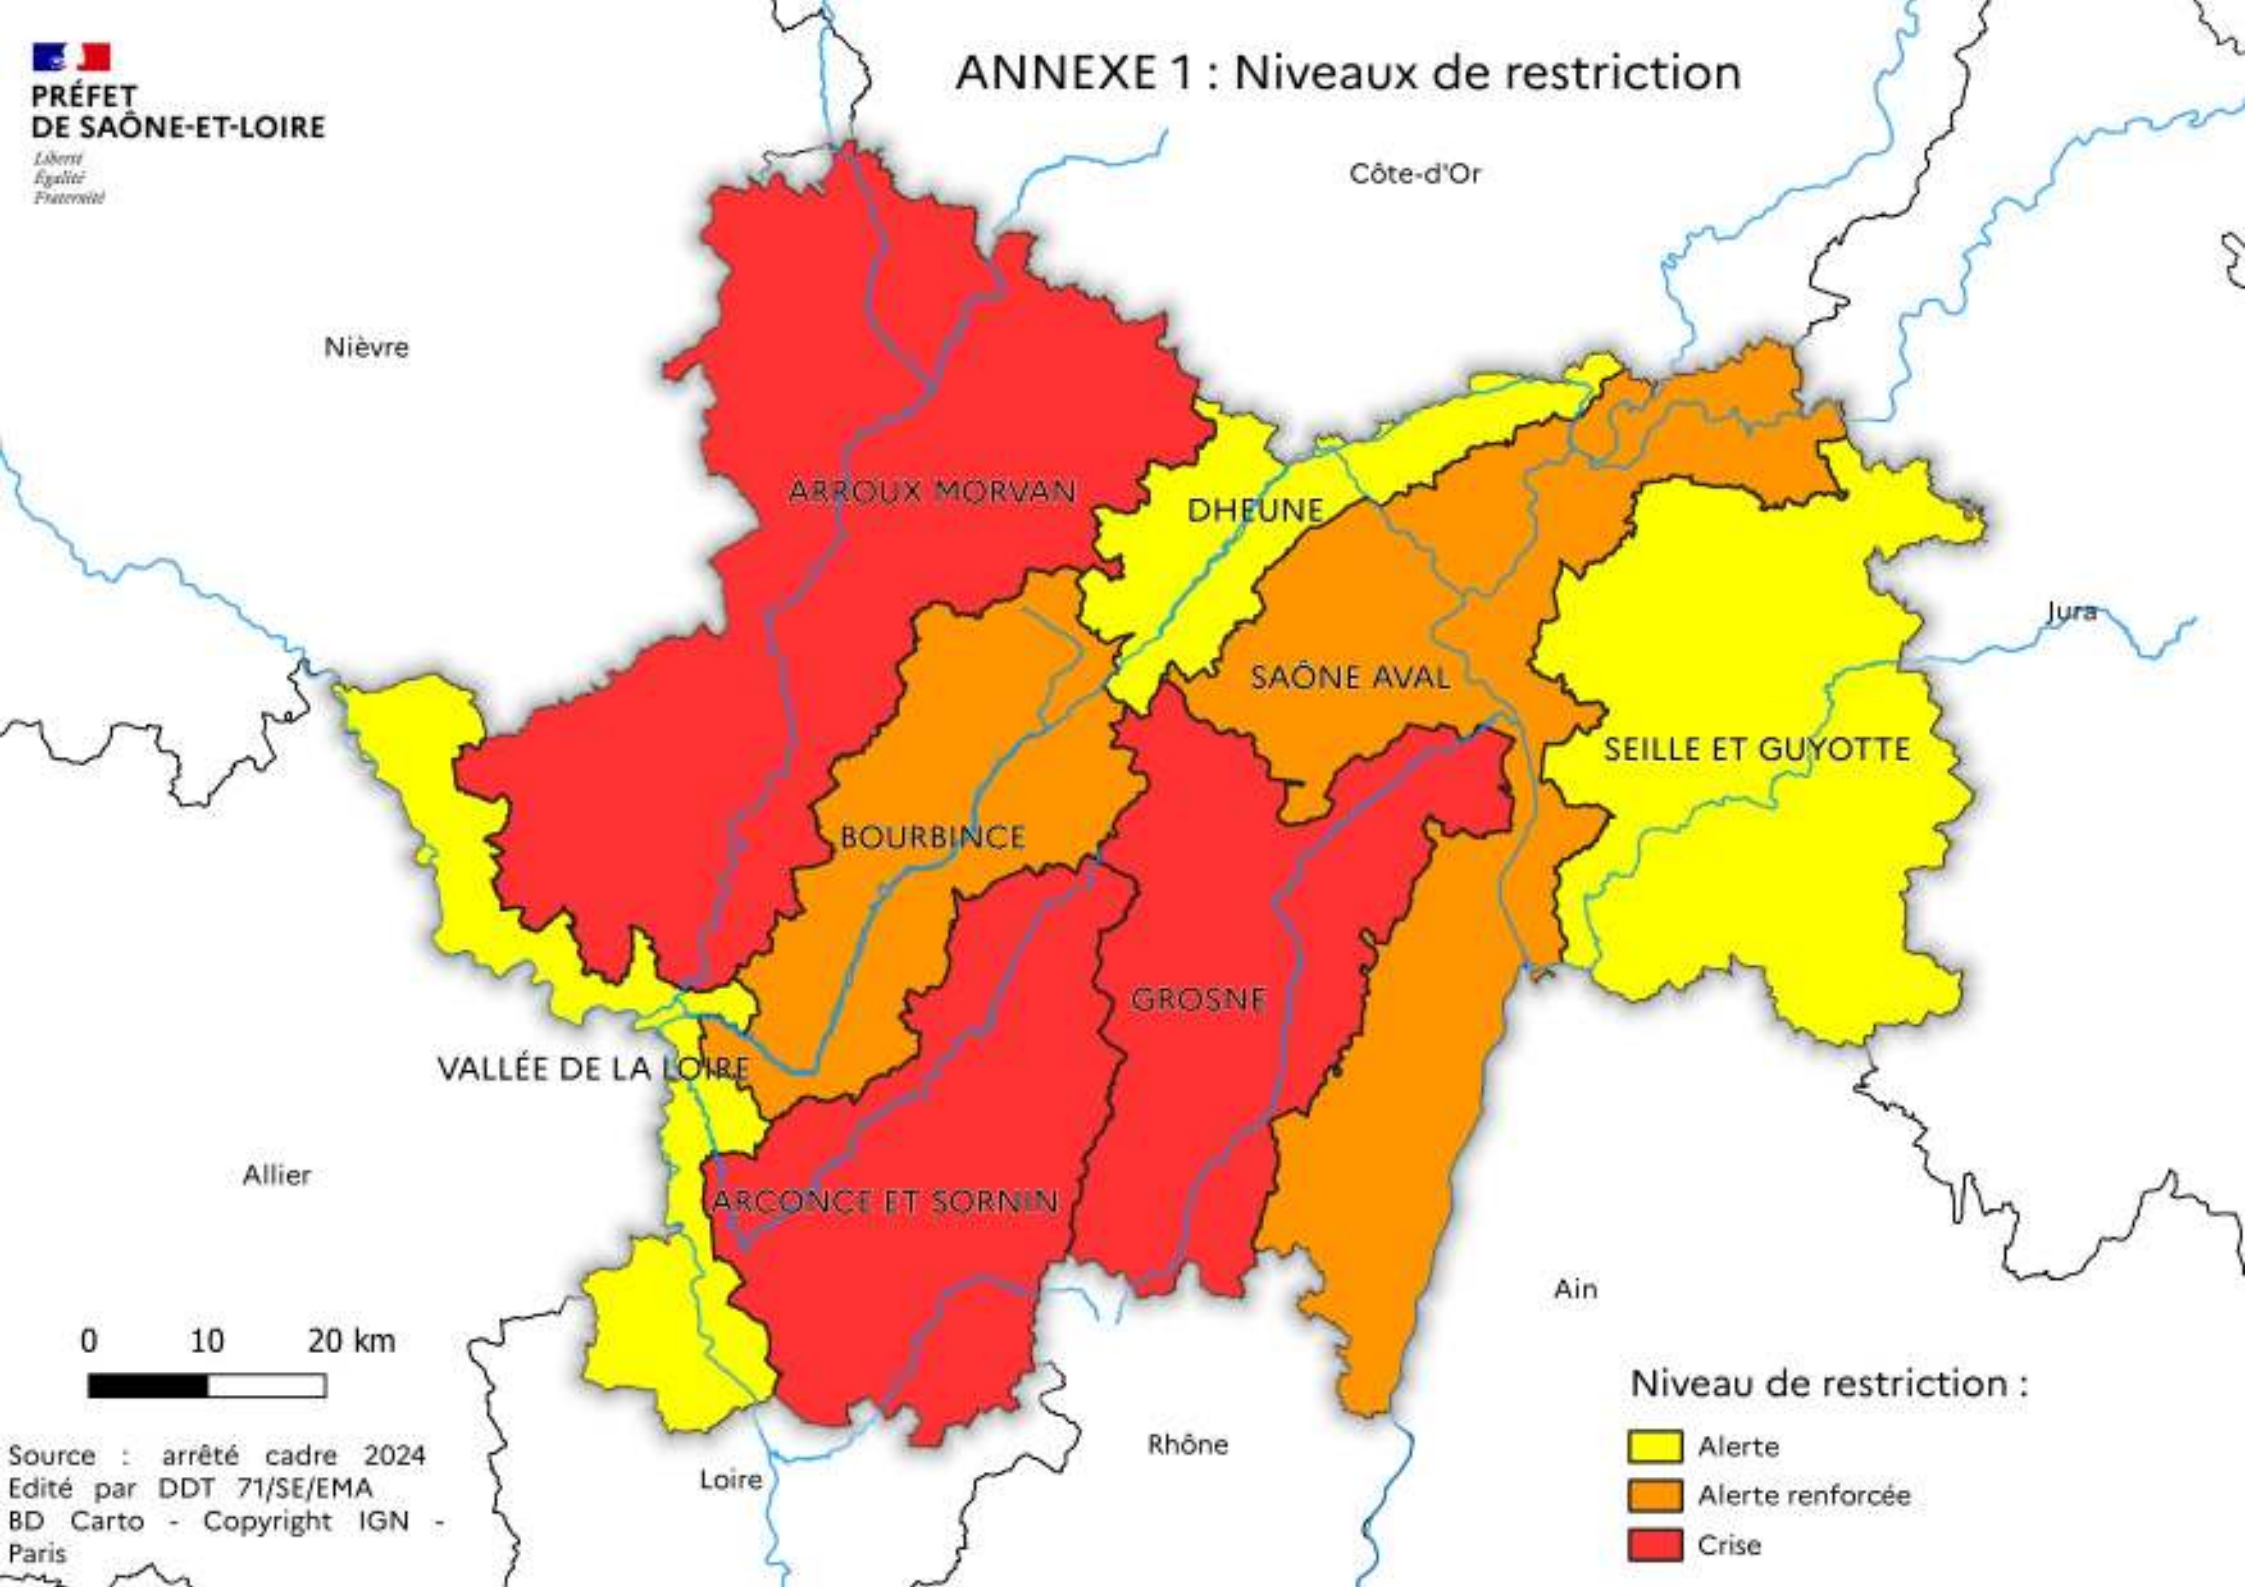 PRÉFET
DE SAÔNE-ET-LOIRE
Liberté
Égalité
Fraternité
ANNEXE 1 : Niveaux de restriction
Côte-d'Or
Nièvre
ARROUX MORVAN
DHEUNE
Jura
SAÔNE AVAL
SEILLE ET GUYOTTE
BOURBINCE
GROSNE
VALLÉE DE LA LOIRE
Allier
ARCONCE ET SORNIN
Ain
0 10 20 km
Rhône
Loire
Source : arrêté cadre 2024
Edité par DDT 71/SE/EMA
BD Carto - Copyright IGN -
Paris
Niveau de restriction :
Alerte
Alerte renforcée
Crise